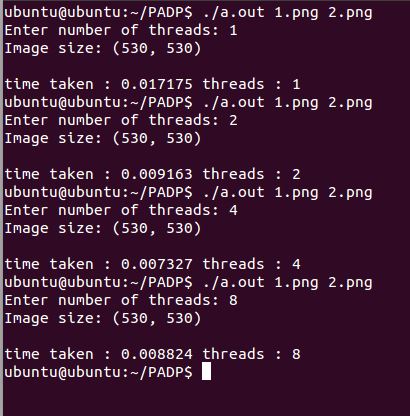 ubuntu@ubuntu:~/PADP$ ./a.out 1.png 2.png
Enter number of threads: 1
Image size: (530, 530)

time taken : 0.017175 threads : 1
ubuntu@ubuntu:~/PADP$ ./a.out 1.png 2.png
Enter number of threads: 2
Image size: (530, 530)

time taken : 0.009163 threads : 2
ubuntu@ubuntu:~/PADP$ ./a.out 1.png 2.png
Enter number of threads: 4
Image size: (530, 530)

time taken : 0.007327 threads : 4
ubuntu@ubuntu:~/PADP$ ./a.out 1.png 2.png
Enter number of threads: 8
Image size: (530, 530)

time taken : 0.008824 threads : 8
ubuntu@ubuntu:~/PADP$